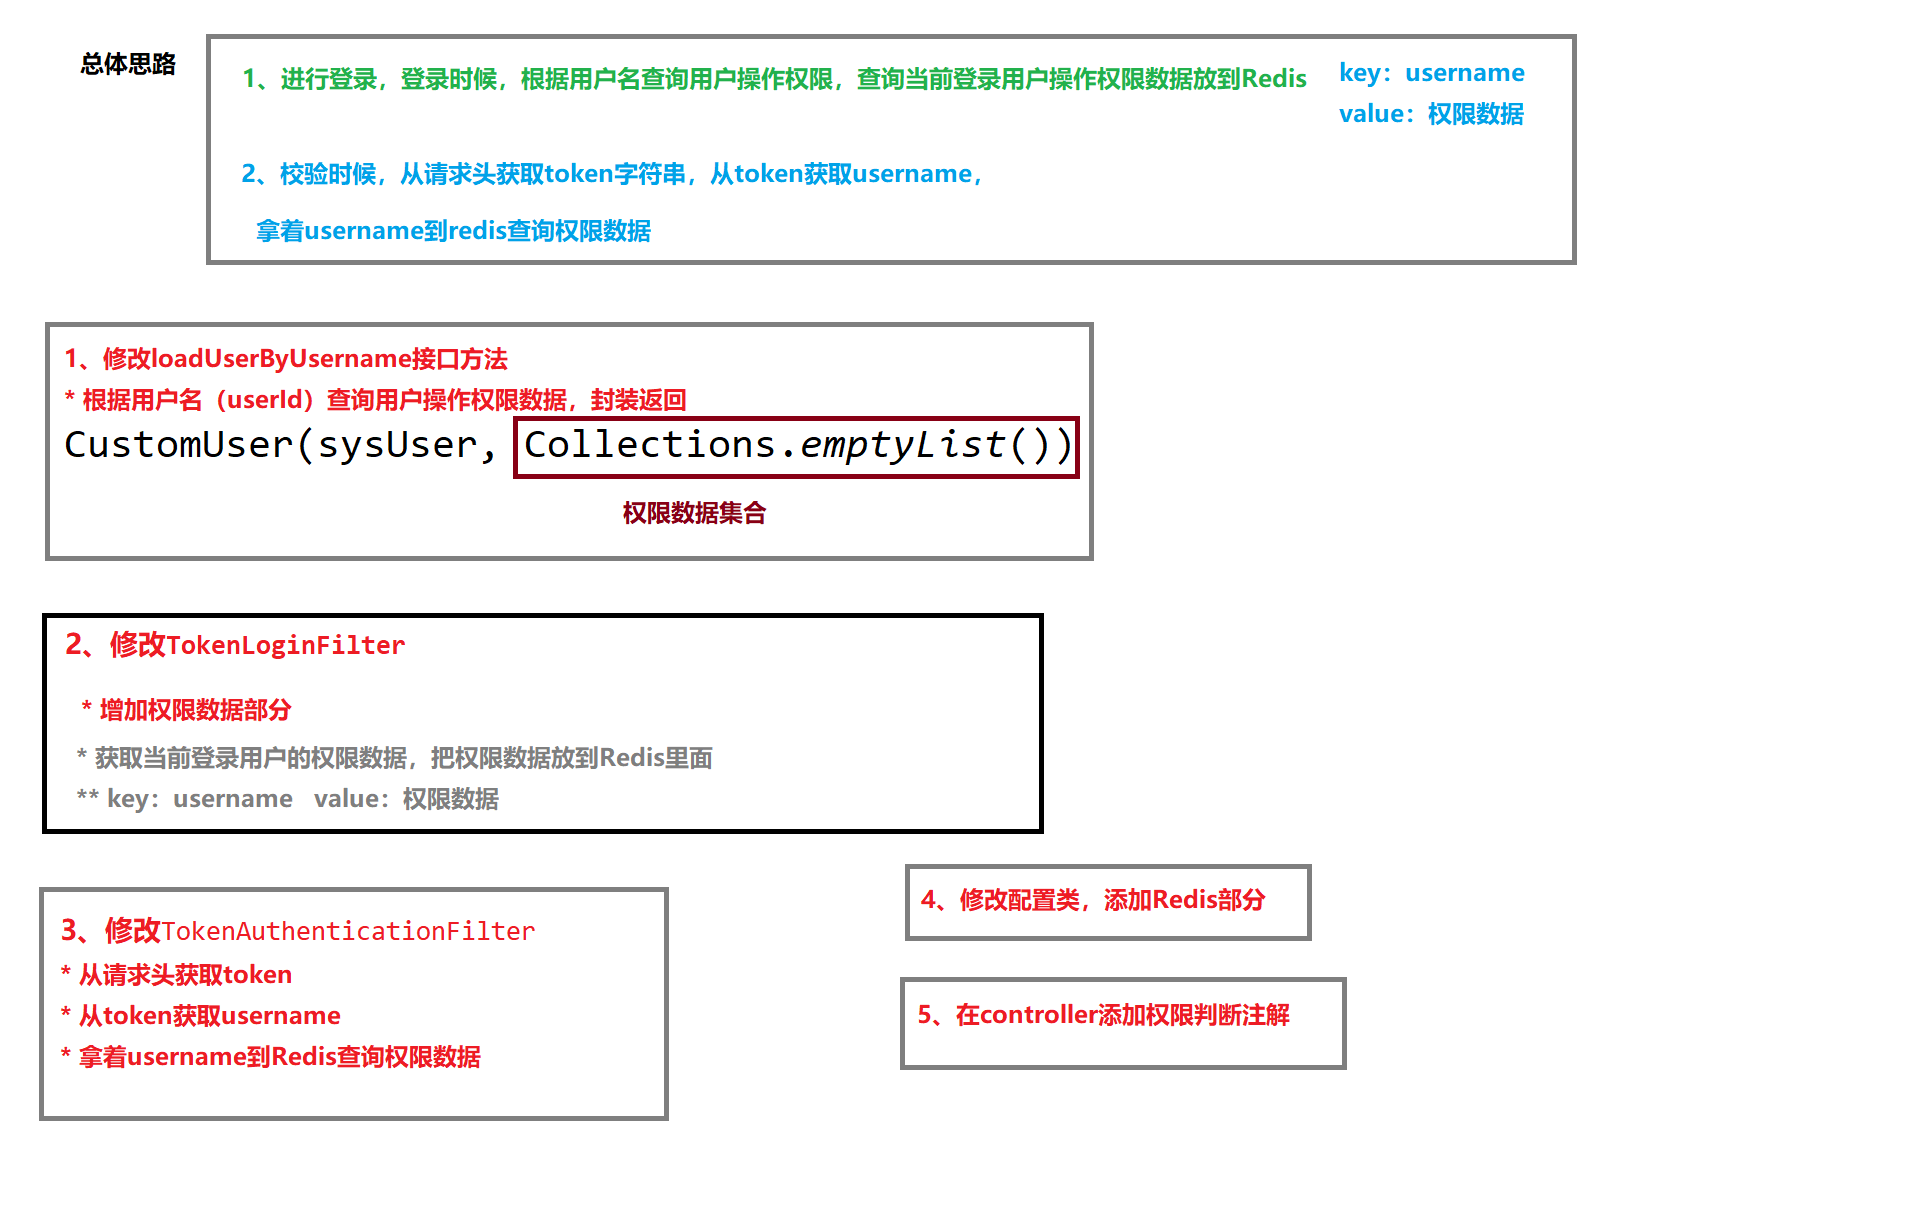 总体思路
1、进行登录，登录时候，根据用户名查询用户操作权限，查询当前登录用户操作权限数据放到Redis
key：username
value：权限数据
2、校验时候，从请求头获取token字符串，从token获取username，
拿着username到redis查询权限数据
1、修改loadUserByUsername接口方法
* 根据用户名（userId）查询用户操作权限数据，封装返回
CustomUser(sysUser, Collections.emptyList())
权限数据集合
2、修改TokenLoginFilter
* 增加权限数据部分
* 获取当前登录用户的权限数据，把权限数据放到Redis里面
** key：username   value：权限数据
3、修改TokenAuthenticationFilter
* 从请求头获取token
* 从token获取username
* 拿着username到Redis查询权限数据
4、修改配置类，添加Redis部分
5、在controller添加权限判断注解